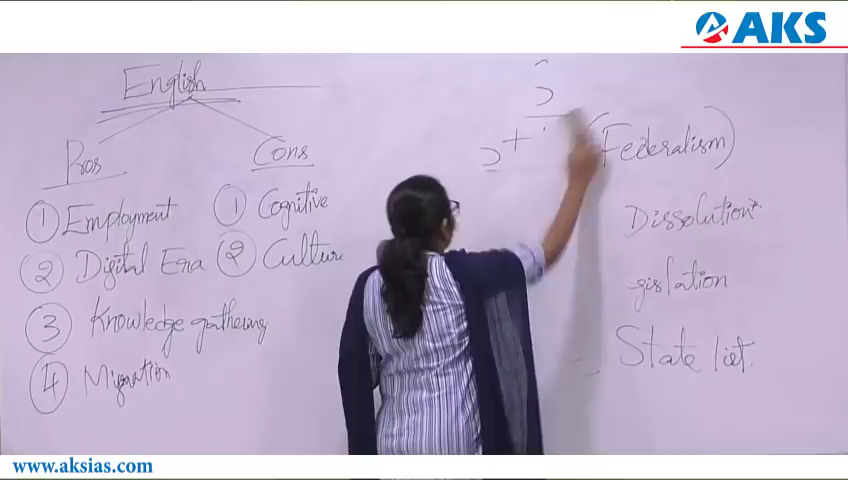 AKS
English
Pros
Cons
① Employment
② Digital Era
③ Knowledge gathering
④ Migration
① Cognitive
② Culture
(Federalism)
Dissolution*
gislation
State list.
www.aksias.com